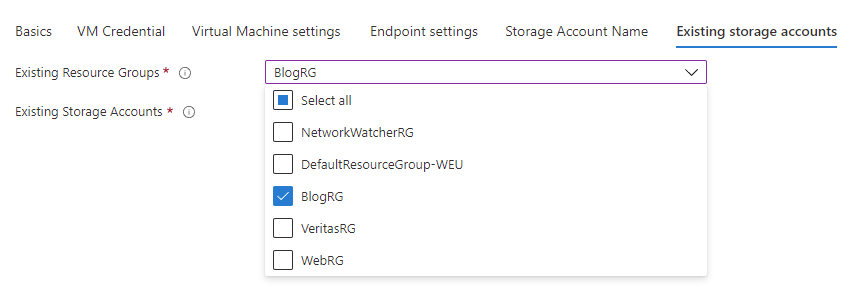 Basics VM Credential Virtual Machine settings Endpoint settings Storage Account Name Existing storage accounts
Existing Resource Groups * BlogRG
Select all
Existing Storage Accounts *
NetworkWatcherRG
DefaultResourceGroup-WEU
BlogRG
VeritasRG
WebRG